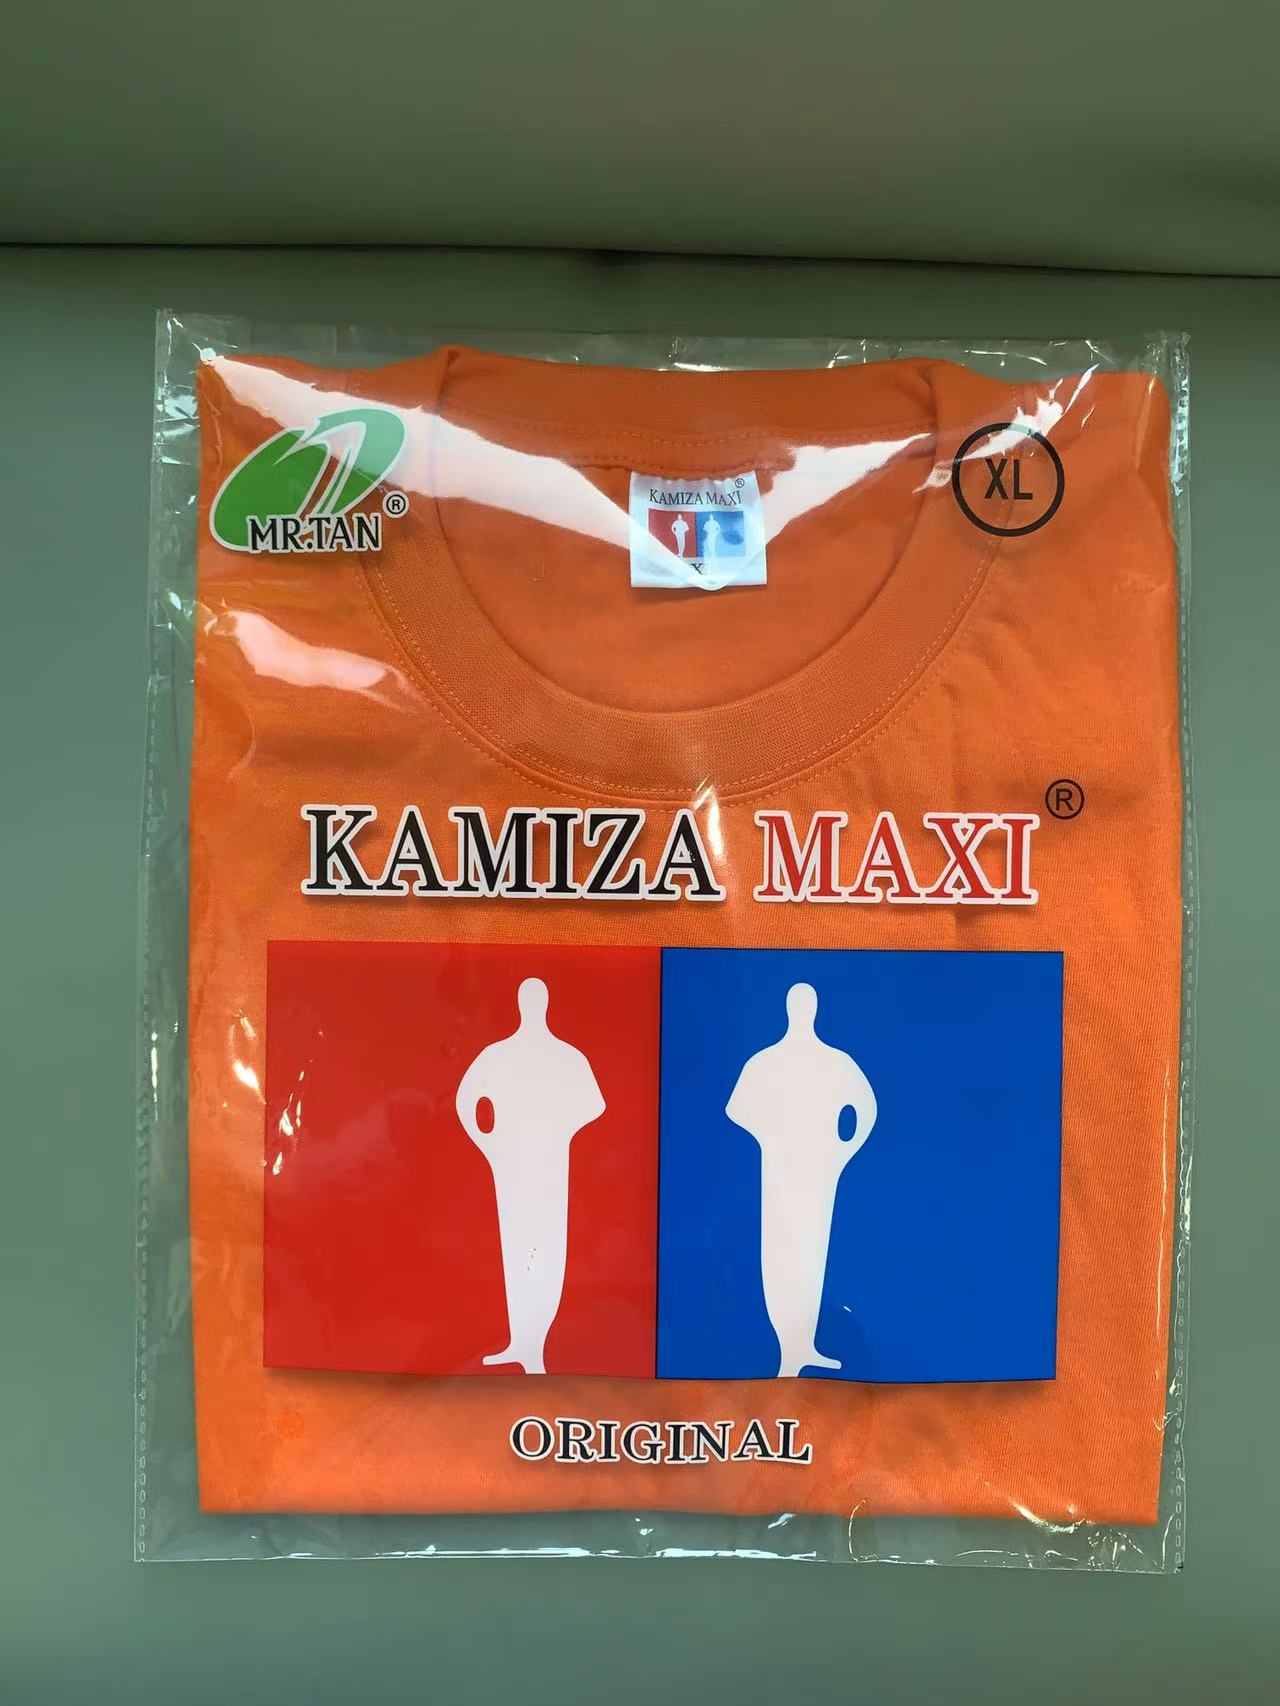 MR.TAN ®
XL
KAMIZA MAXI ®
KAMIZA MAXI ®
ORIGINAL